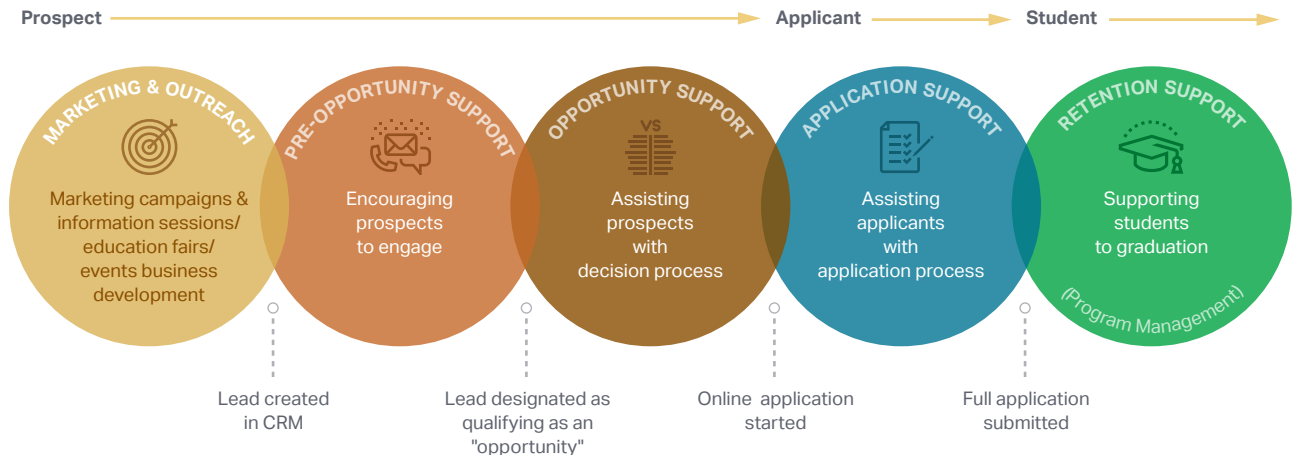 Prospect
Applicant
Student
MARKETING & OUTREACH
Marketing campaigns &
information sessions/
education fairs/
events business
development
PRE-OPPORTUNITY SUPPORT
Encouraging
prospects
to engage
OPPORTUNITY SUPPORT
VS
Assisting
prospects
with
decision process
APPLICATION SUPPORT
Assisting
applicants
with
application process
RETENTION SUPPORT
Supporting
students
to graduation
(Program Management)
Lead created
in CRM
Lead designated as
qualifying as an
"opportunity"
Online application
started
Full application
submitted